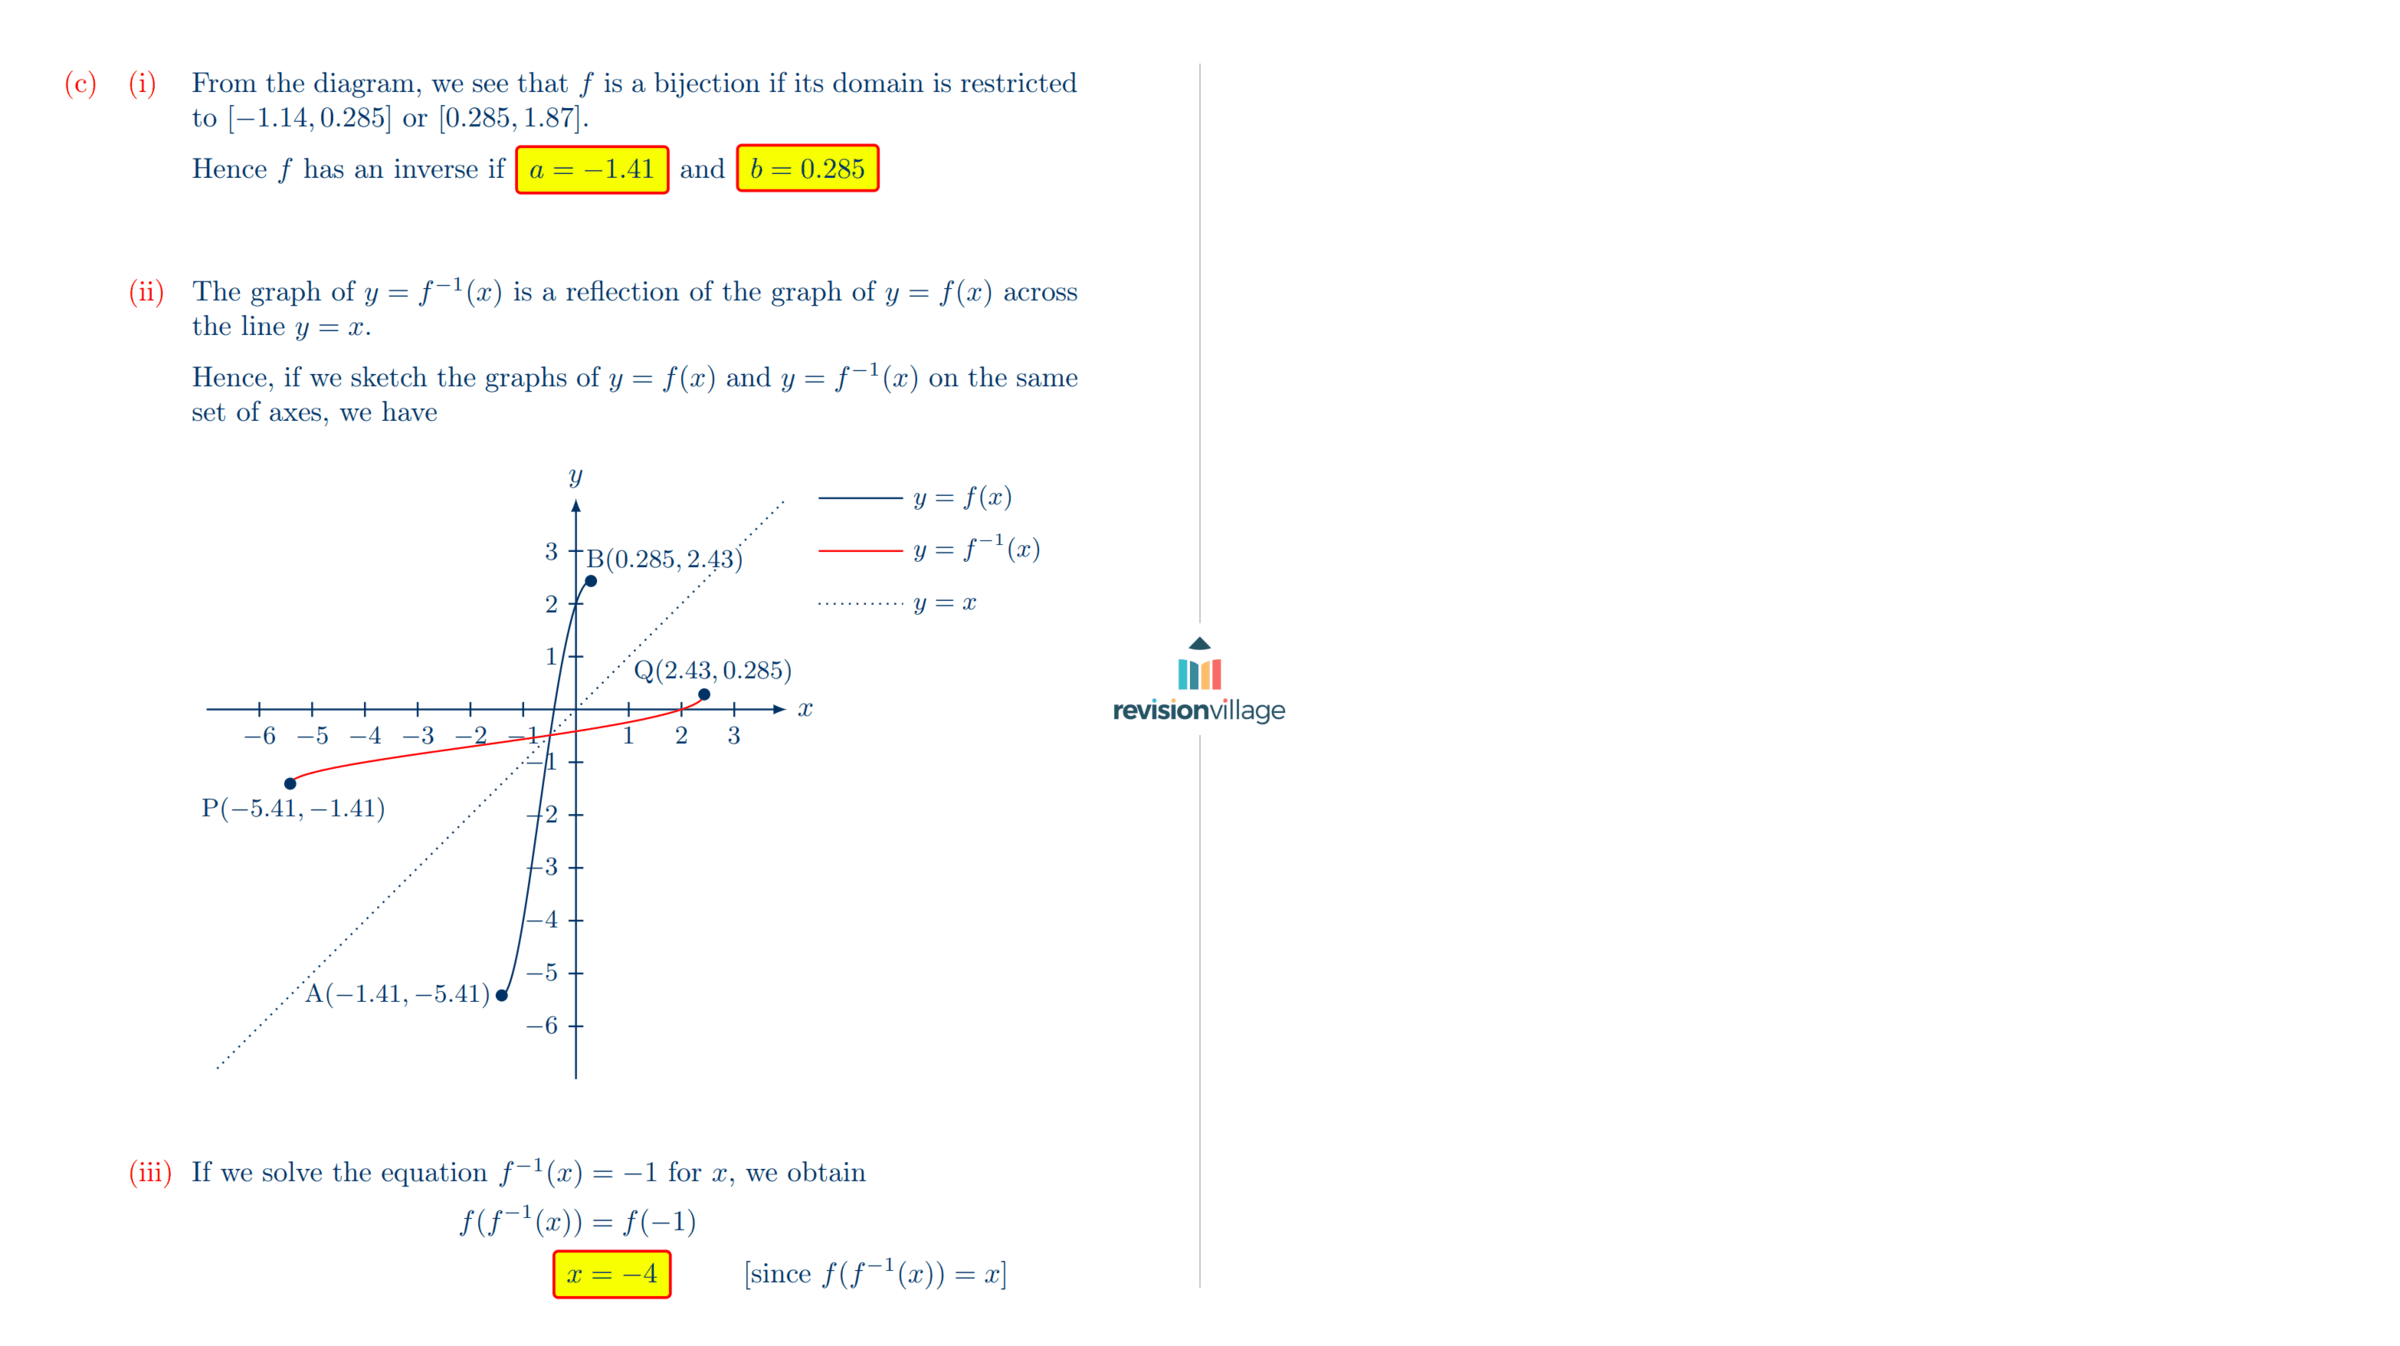 (c) (i) From the diagram, we see that f is a bijection if its domain is restricted
to [−1.14, 0.285] or [0.285, 1.87].
Hence f has an inverse if a = −1.41 and b = 0.285
(ii) The graph of y = f⁻¹(x) is a reflection of the graph of y = f(x) across
the line y = x.
Hence, if we sketch the graphs of y = f(x) and y = f⁻¹(x) on the same
set of axes, we have
y
y = f(x)
3
B(0.285, 2.43)
y = f⁻¹(x)
2
y = x
1
Q(2.43, 0.285)
x
−6 −5 −4 −3 −2 −1 1 2 3
−1
P(−5.41, −1.41)
−2
−3
−4
−5
A(−1.41, −5.41)
−6
revisionvillage
(iii) If we solve the equation f⁻¹(x) = −1 for x, we obtain
f(f⁻¹(x)) = f(−1)
x = −4 [since f(f⁻¹(x)) = x]